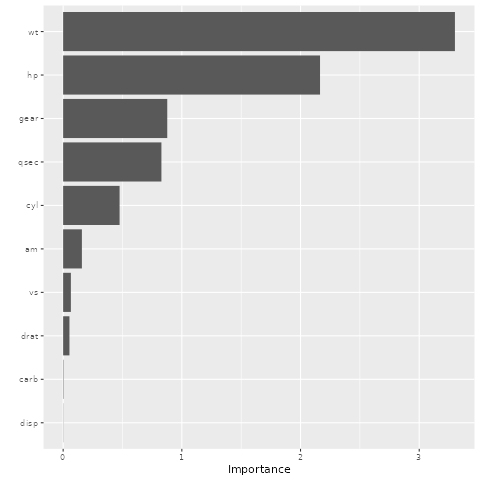 wt
hp
gear
qsec
cyl
am
vs
drat
carb
disp
0 1 2 3
Importance